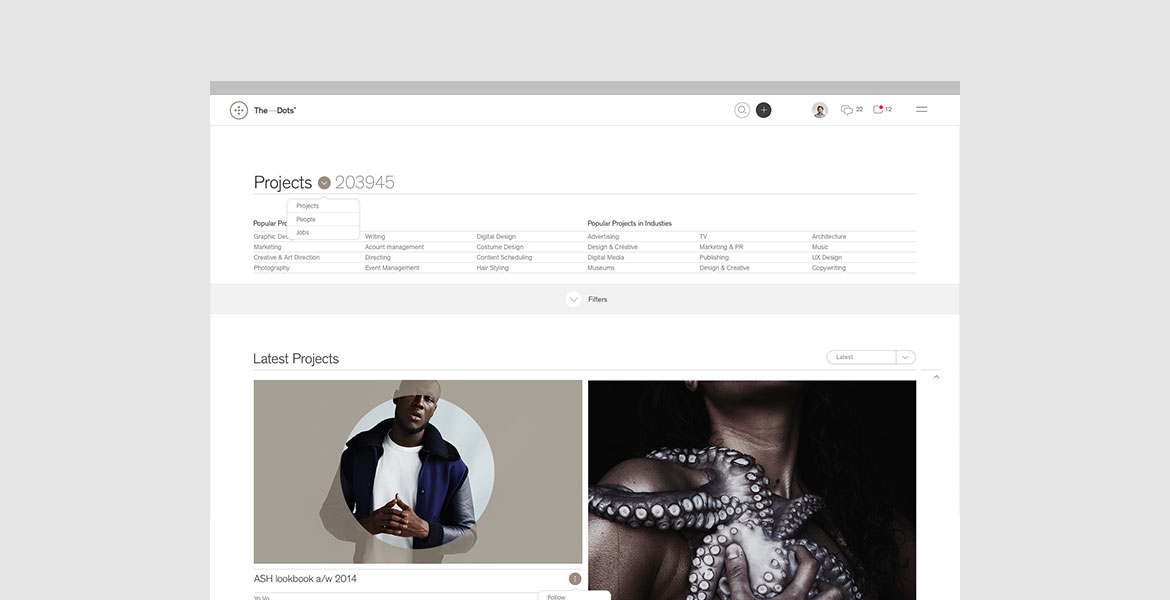 The—Dots®
22
12
Projects 203945
Projects
People
Jobs
Popular Pro
Popular Projects in Industies
Graphic Des
Writing
Digital Design
Advertising
TV
Architecture
Marketing
Acount management
Costume Design
Design & Creative
Marketing & PR
Music
Creative & Art Direction
Directing
Content Scheduling
Digital Media
Publishing
UX Design
Photography
Event Management
Hair Styling
Museums
Design & Creative
Copywriting
Filters
Latest Projects
Latest
ASH lookbook a/w 2014
Yo Vo
Follow